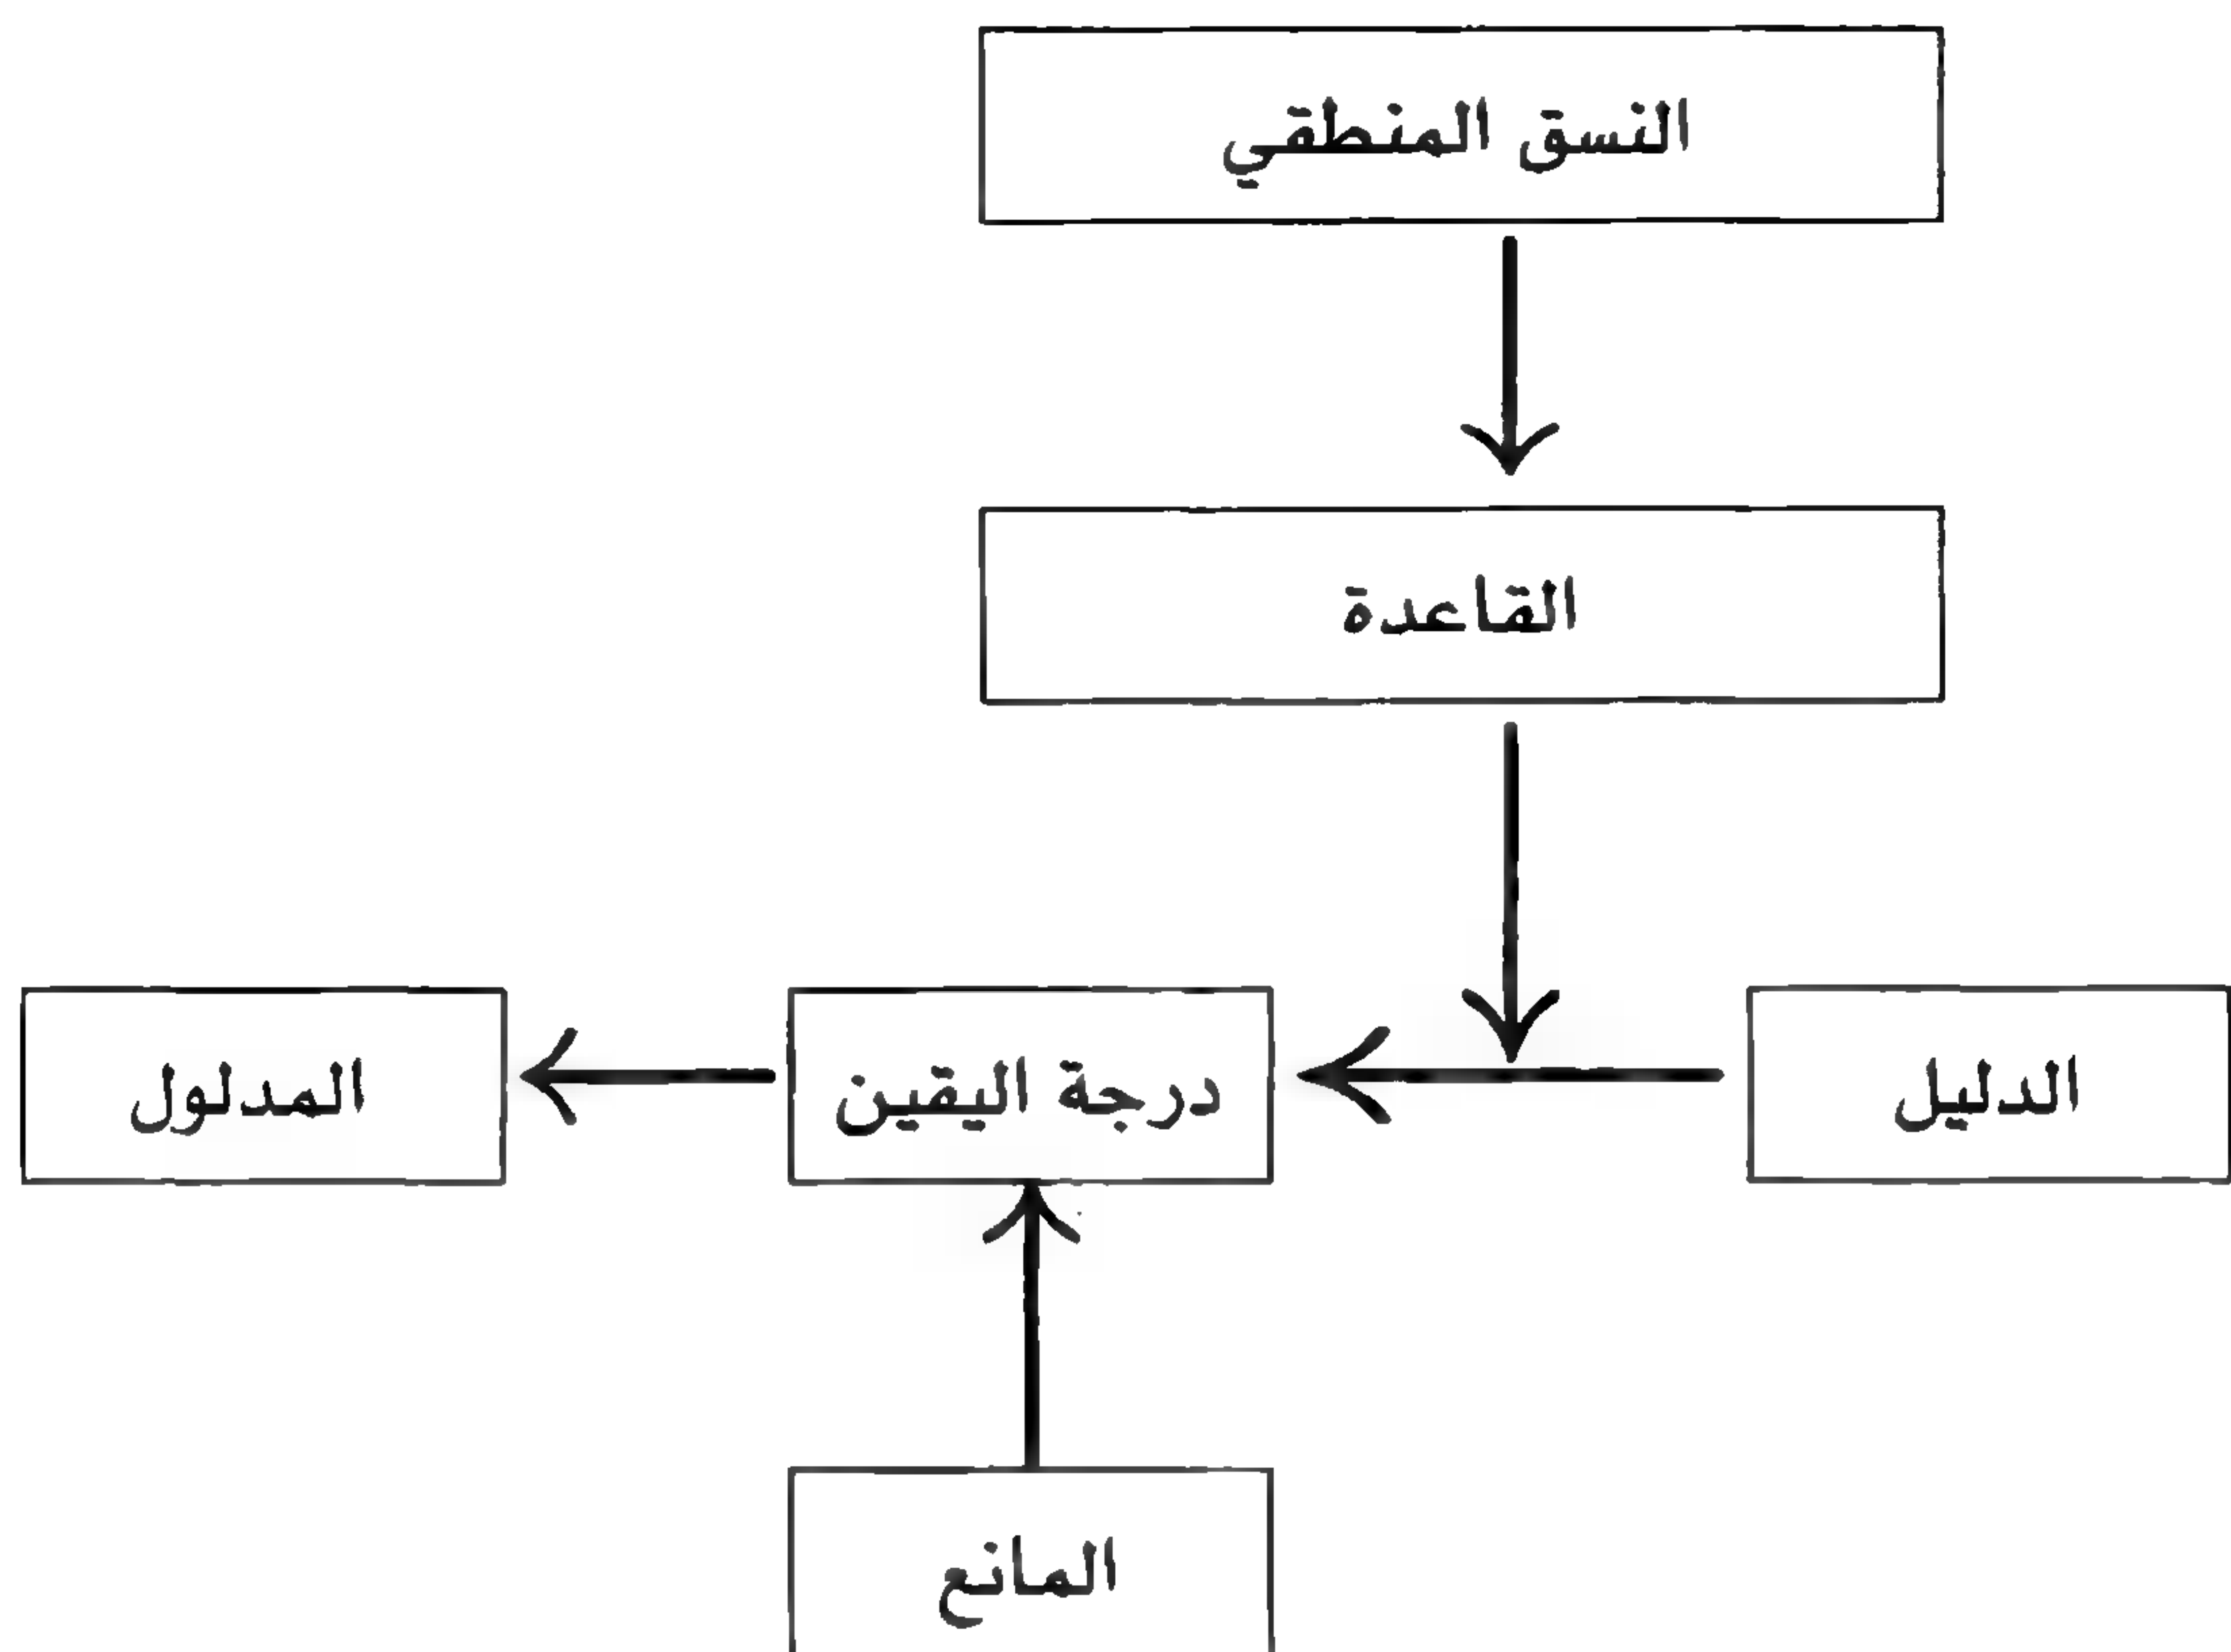 النسق المنطقي
القاعدة
الدليل
درجة اليقين
المدلول
المانع